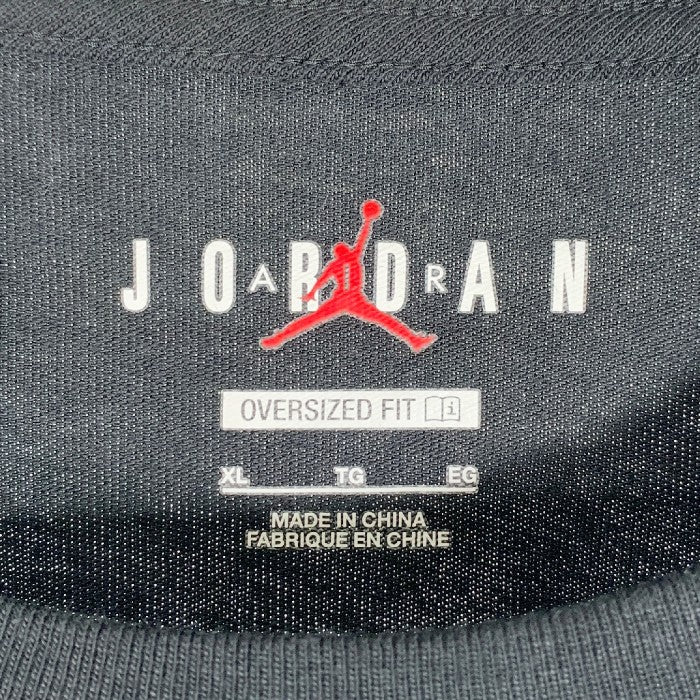 JORDAN
AIR
OVERSIZED FIT
XL TG EG
MADE IN CHINA
FABRIQUE EN CHINE